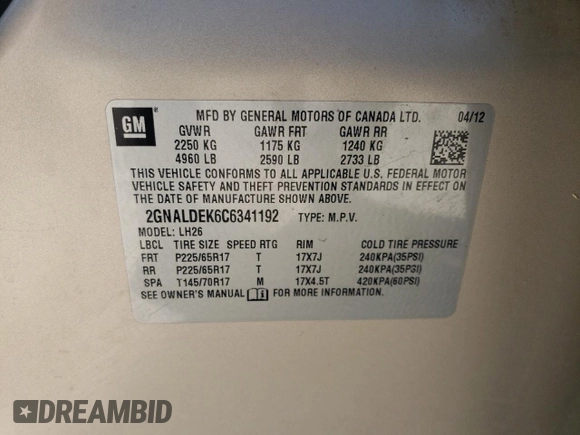 GM
MFD BY GENERAL MOTORS OF CANADA LTD. 04/12
GVWR GAWR FRT GAWR RR
2250 KG 1175 KG 1240 KG
4960 LB 2590 LB 2733 LB
THIS VEHICLE CONFORMS TO ALL APPLICABLE U.S. FEDERAL MOTOR
VEHICLE SAFETY AND THEFT PREVENTION STANDARDS IN EFFECT ON
THE DATE OF MANUFACTURE SHOWN ABOVE.
2GNALDEK6C6341192 TYPE: M.P.V.
MODEL: LH26
LBCL TIRE SIZE SPEED RTG RIM COLD TIRE PRESSURE
FRT P225/65R17 T 17X7J 240KPA(35PSI)
RR P225/65R17 T 17X7J 240KPA(35PSI)
SPA T145/70R17 M 17X4.5T 420KPA(60PSI)
SEE OWNER'S MANUAL FOR MORE INFORMATION.
DREAMBID